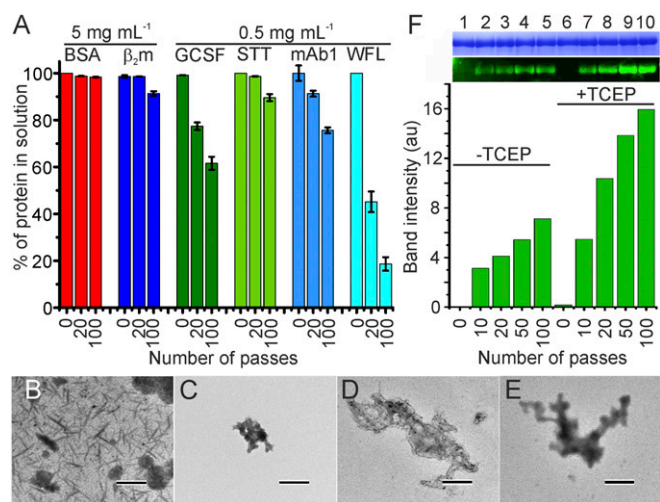 A
5 mg mL⁻¹
0.5 mg mL⁻¹
BSA β₂m GCSF STT mAb1 WFL
% of protein in solution
100
80
60
40
20
0
0 20 100 0 20 100 0 20 100 0 20 100 0 20 100 0 20 100
Number of passes
F
1 2 3 4 5 6 7 8 9 10
Band intensity (au)
16
12
8
4
0
-TCEP
+TCEP
0 10 20 50 100 0 10 20 50 100
Number of passes
B C D E